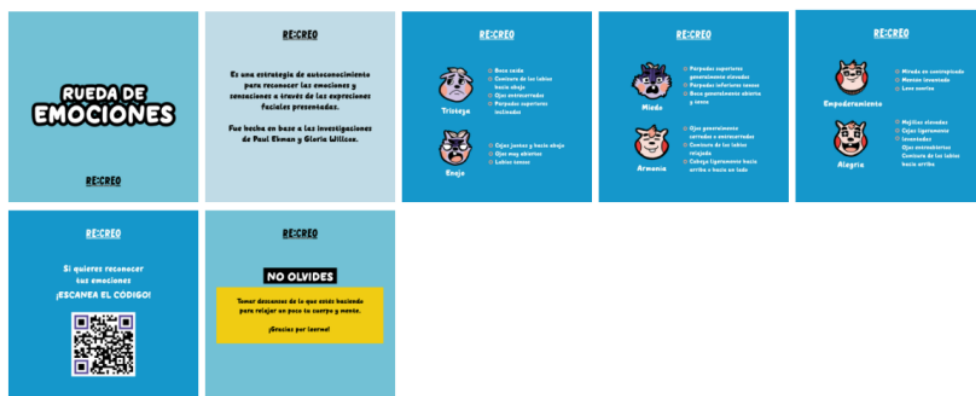 RUEDA DE
EMOCIONES
RE:CREO
RE:CREO
Es una estrategia de autoconocimiento
para reconocer las emociones y
sensaciones a través de las expresiones
faciales presentadas.
Fue hecha en base a las investigaciones
de Paul Ekman y Gloria Willcox.
RE:CREO
Tristeza
Boca caída
Comisura de los labios
hacia abajo
Ojos entrecerrados
Párpados superiores
inclinados
Enojo
Cejas juntas y hacia abajo
Ojos muy abiertos
Labios tensos
RE:CREO
Miedo
Párpados superiores
generalmente elevados
Párpados inferiores tensos
Boca generalmente abierta
y tensa
Armonía
Ojos generalmente
cerrados o entrecerrados
Comisura de los labios
relajada
Cabeza ligeramente hacia
arriba o hacia un lado
RE:CREO
Empoderamiento
Mirada en contrapicado
Mentón levantado
Leve sonrisa
Alegría
Mejillas elevadas
Cejas ligeramente
levantadas
Ojos entreabiertos
Comisura de los labios
hacia arriba
RE:CREO
Si quieres reconocer
tus emociones
¡ESCANEA EL CÓDIGO!
RE:CREO
NO OLVIDES
Tomar descansos de lo que estés haciendo
para relajar un poco tu cuerpo y mente.
¡Gracias por leerme!